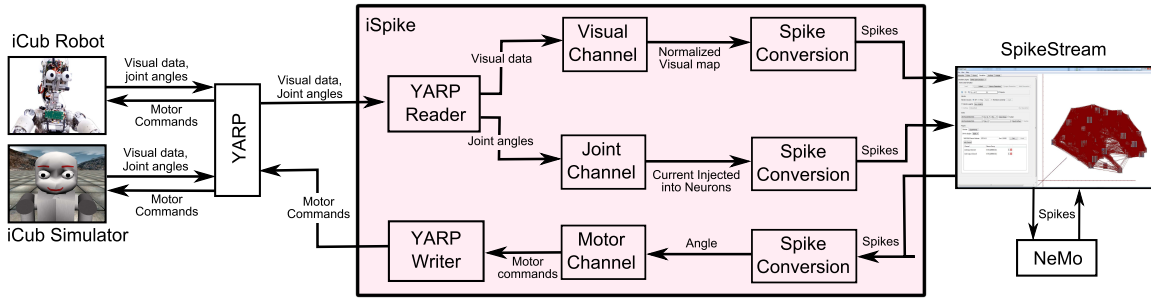 iCub Robot
Visual data,
joint angles
Motor
Commands
Visual data,
Joint angles
Motor
Commands
iCub Simulator
YARP
Visual data,
Joint angles
Motor
Commands
iSpike
YARP
Reader
Visual data
Joint angles
Visual
Channel
Normalized
Visual map
Spike
Conversion
Spikes
Joint
Channel
Current Injected
into Neurons
Spike
Conversion
Spikes
YARP
Writer
Motor
commands
Motor
Channel
Angle
Spike
Conversion
Spikes
SpikeStream
Spikes
NeMo